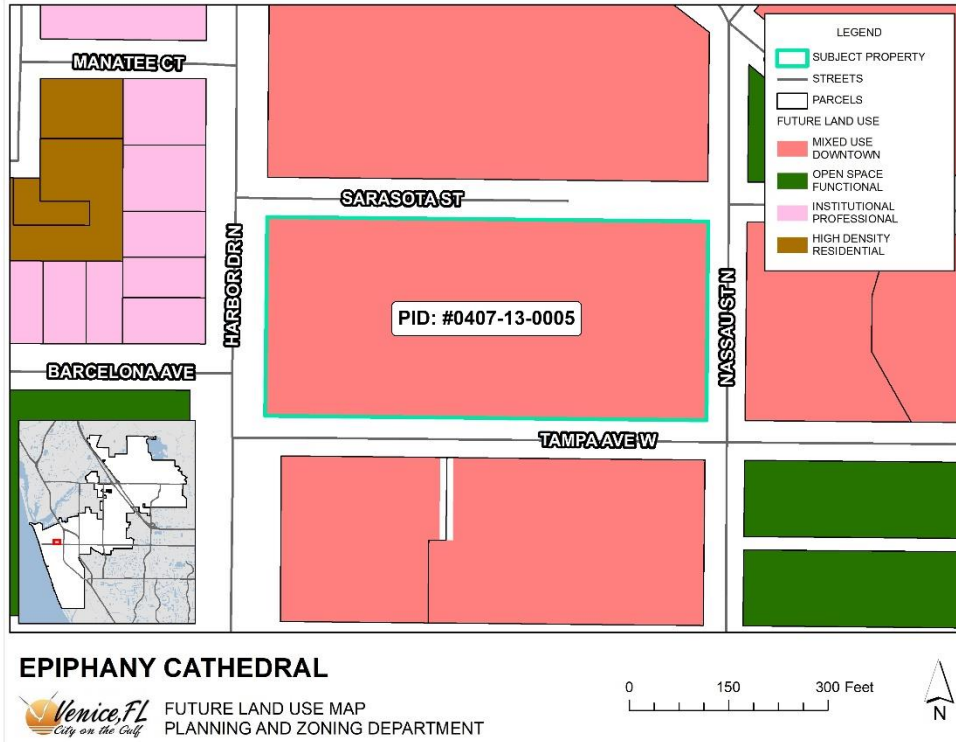 MANATEE CT
SARASOTA ST
HARBOR DR N
BARCELONA AVE
PID: #0407-13-0005
NASSAU ST N
TAMPA AVE W
LEGEND
SUBJECT PROPERTY
STREETS
PARCELS
FUTURE LAND USE
MIXED USE
DOWNTOWN
OPEN SPACE
FUNCTIONAL
INSTITUTIONAL
PROFESSIONAL
HIGH DENSITY
RESIDENTIAL
EPIPHANY CATHEDRAL
Venice, FL
City on the Gulf
FUTURE LAND USE MAP
PLANNING AND ZONING DEPARTMENT
0 150 300 Feet
N